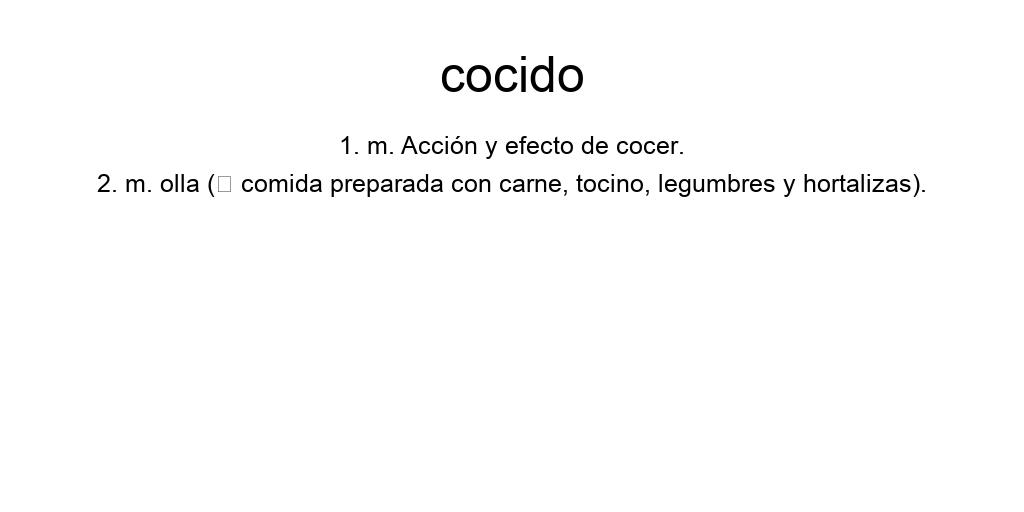 cocido
1. m. Acción y efecto de cocer.
2. m. olla (▯ comida preparada con carne, tocino, legumbres y hortalizas).